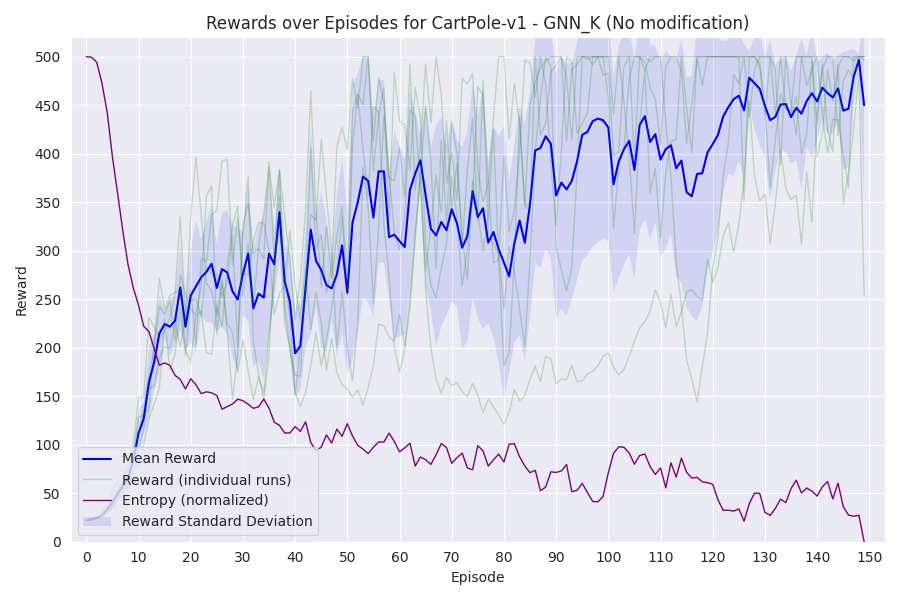 Rewards over Episodes for CartPole-v1 - GNN_K (No modification)
500
450
400
350
300
250
200
150
100
50
0
Reward
Mean Reward
Reward (individual runs)
Entropy (normalized)
Reward Standard Deviation
0 10 20 30 40 50 60 70 80 90 100 110 120 130 140 150
Episode